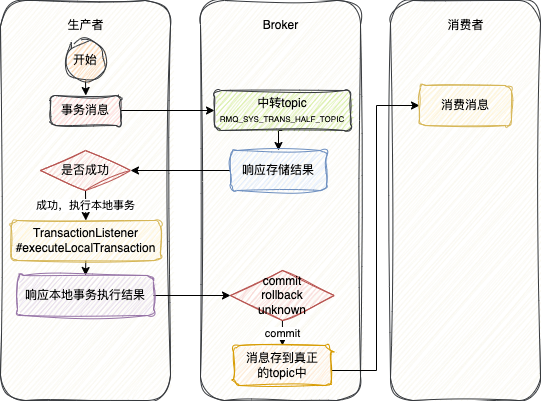 生产者
Broker
消费者
开始
事务消息
中转topic
RMQ_SYS_TRANS_HALF_TOPIC
消费消息
是否成功
响应存储结果
成功，执行本地事务
TransactionListener
#executeLocalTransaction
响应本地事务执行结果
commit
rollback
unknown
commit
消息存到真正
的topic中